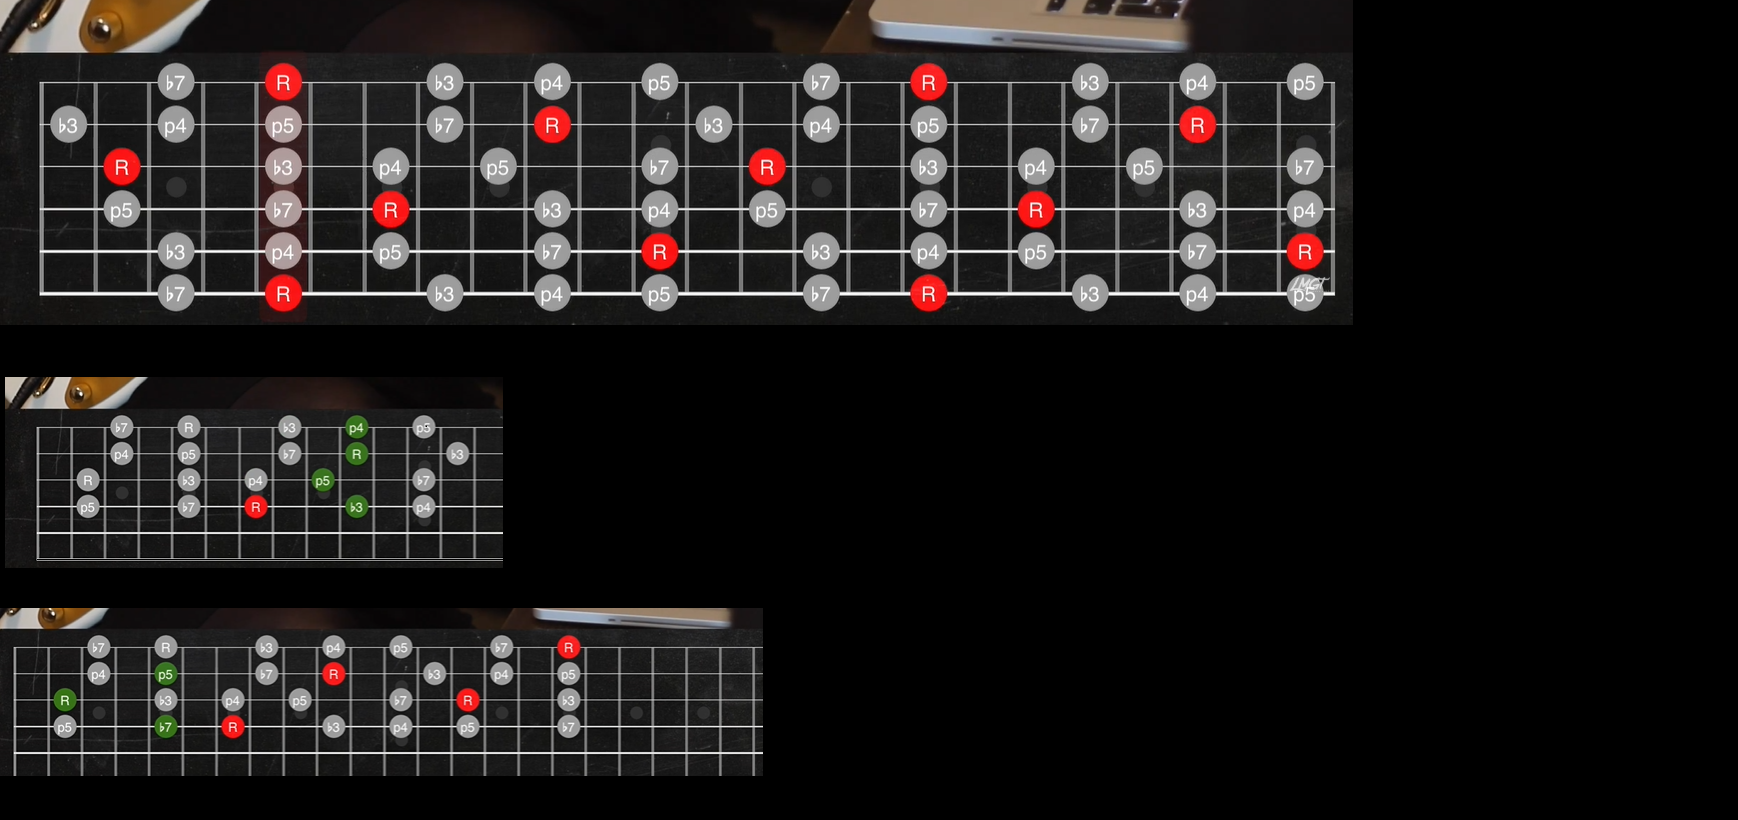 ♭7 R ♭3 p4 p5 ♭7 R ♭3 p4 p5
♭3 p4 p5 ♭7 R ♭3 p4 p5 ♭7 R
R ♭3 p4 p5 ♭7 R ♭3 p4 p5 ♭7
p5 ♭7 R ♭3 p4 p5 ♭7 R ♭3 p4
♭3 p4 p5 ♭7 R ♭3 p4 p5 ♭7 R
♭7 R ♭3 p4 p5 ♭7 R ♭3 p4 p5
LMGT
♭7 R ♭3 p4 p5
p4 p5 ♭7 R ♭3
R ♭3 p4 p5 ♭7
p5 ♭7 R ♭3 p4
♭7 R ♭3 p4 p5 ♭7 R
p4 p5 ♭7 R ♭3 p4 p5
R ♭3 p4 p5 ♭7 R ♭3
p5 ♭7 R ♭3 p4 p5 ♭7